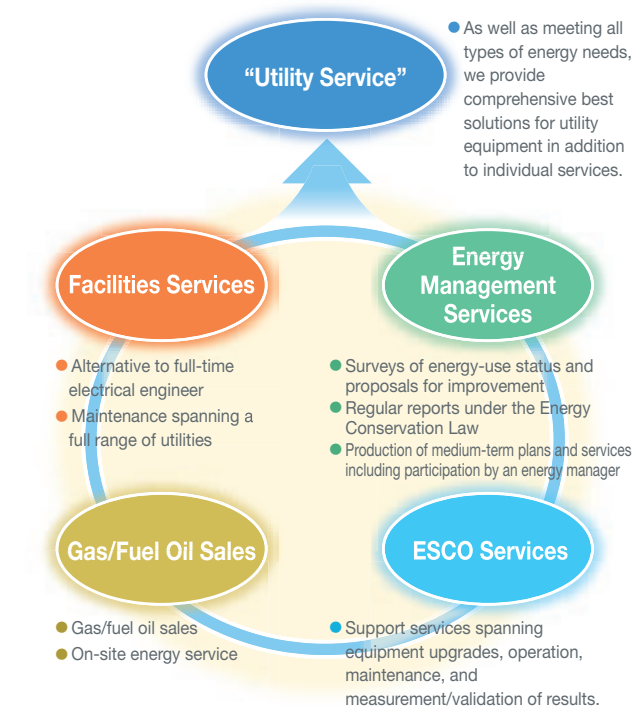 “Utility Service”
● As well as meeting all
types of energy needs,
we provide
comprehensive best
solutions for utility
equipment in addition
to individual services.
Facilities Services
● Alternative to full-time
electrical engineer
● Maintenance spanning a
full range of utilities
Energy
Management
Services
● Surveys of energy-use status and
proposals for improvement
● Regular reports under the Energy
Conservation Law
● Production of medium-term plans and services
including participation by an energy manager
Gas/Fuel Oil Sales
● Gas/fuel oil sales
● On-site energy service
ESCO Services
● Support services spanning
equipment upgrades, operation,
maintenance, and
measurement/validation of results.